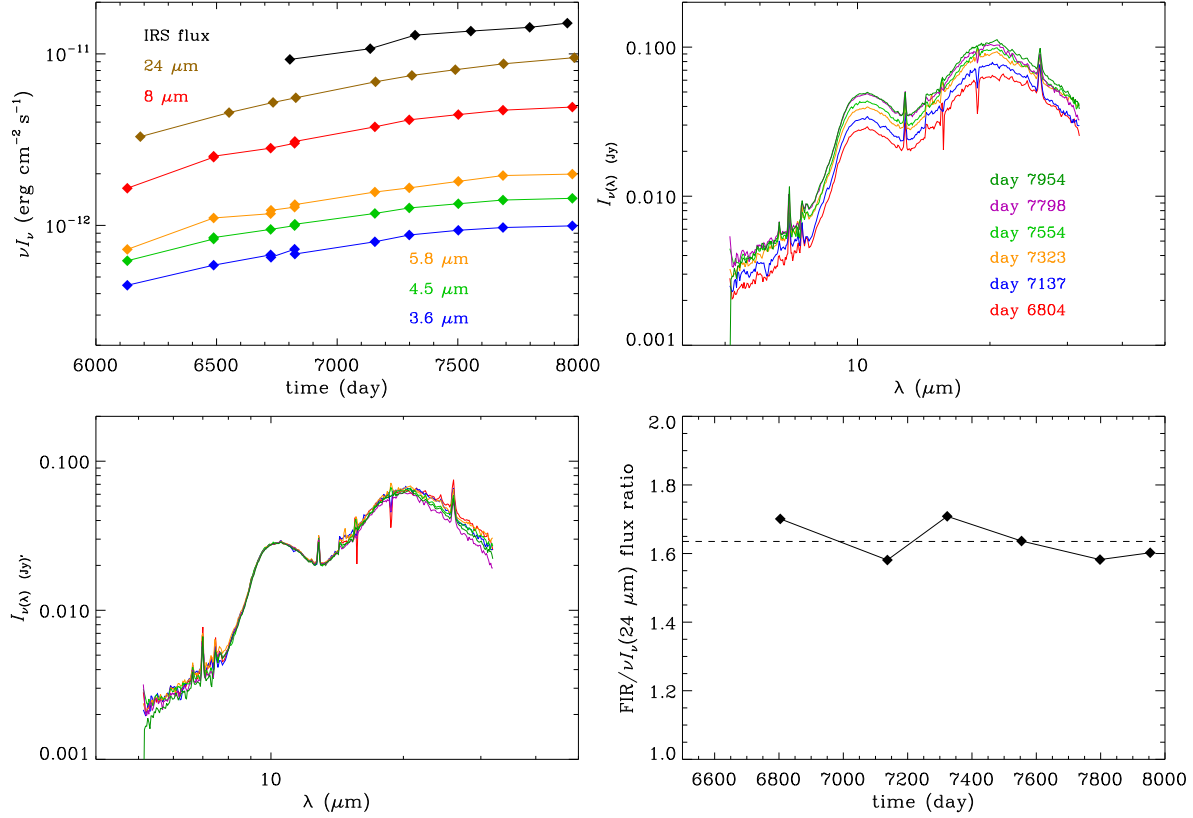 IRS flux
24 μm
8 μm
10⁻¹¹
10⁻¹²
νIν (erg cm⁻² s⁻¹)
5.8 μm
4.5 μm
3.6 μm
6000 6500 7000 7500 8000
time (day)
0.100
0.010
0.001
Iν(λ) (Jy)
day 7954
day 7798
day 7554
day 7323
day 7137
day 6804
10
λ (μm)
0.100
0.010
0.001
Iν(λ) (Jy)'
10
λ (μm)
2.0
1.8
1.6
1.4
1.2
1.0
FIR/νIν(24 μm) flux ratio
6600 6800 7000 7200 7400 7600 7800 8000
time (day)